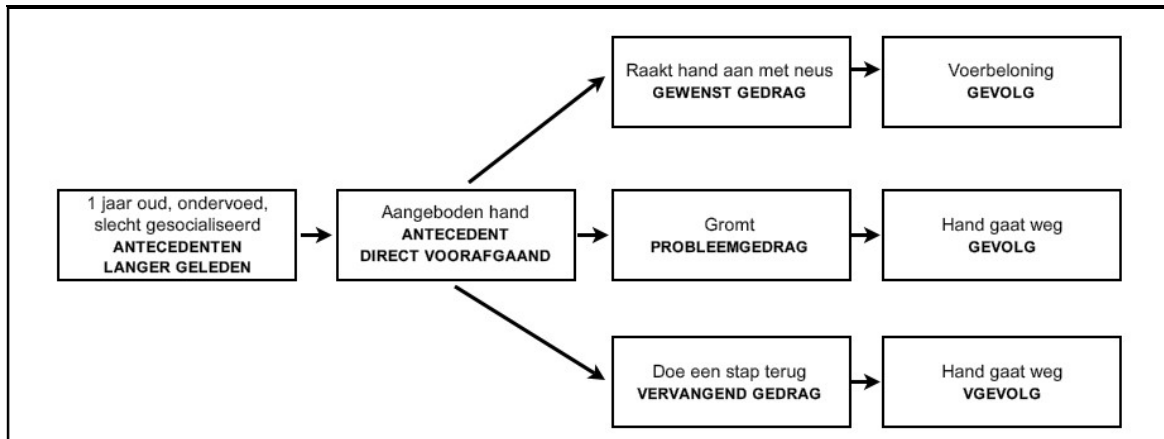 Raakt hand aan met neus
GEWENST GEDRAG
Voerbeloning
GEVOLG
1 jaar oud, ondervoed,
slecht gesocialiseerd
ANTECEDENTEN
LANGER GELEDEN
Aangeboden hand
ANTECEDENT
DIRECT VOORAFGAAND
Gromt
PROBLEEMGEDRAG
Hand gaat weg
GEVOLG
Doe een stap terug
VERVANGEND GEDRAG
Hand gaat weg
VGEVOLG